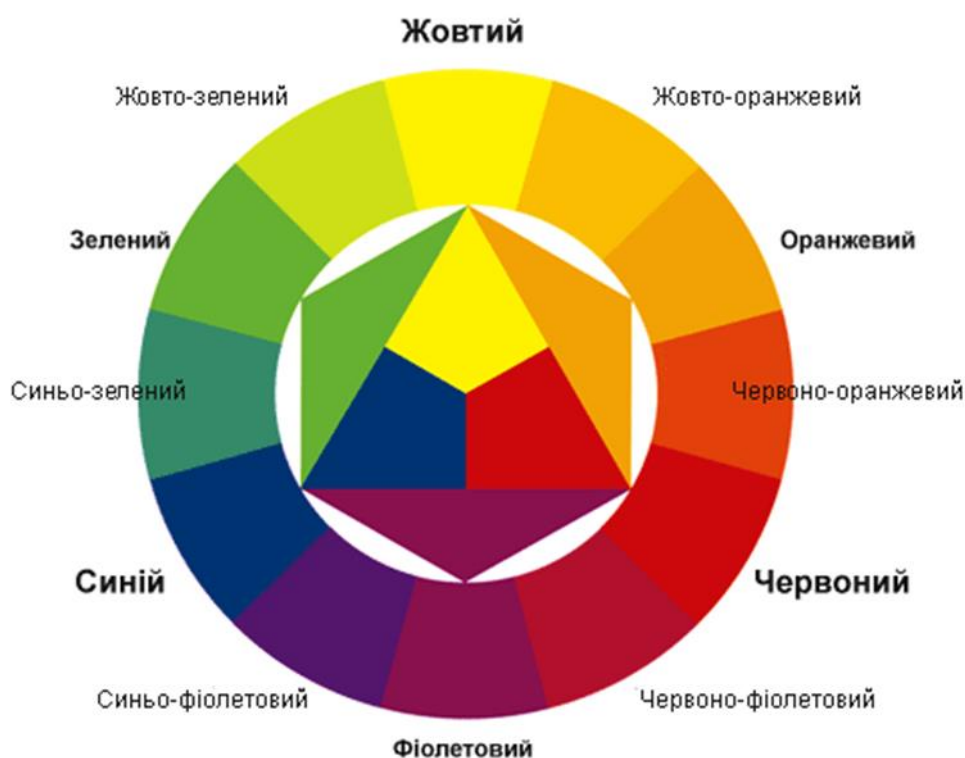 Жовтий
Жовто-зелений
Жовто-оранжевий
Зелений
Оранжевий
Синьо-зелений
Червоно-оранжевий
Синій
Червоний
Синьо-фіолетовий
Червоно-фіолетовий
Фіолетовий